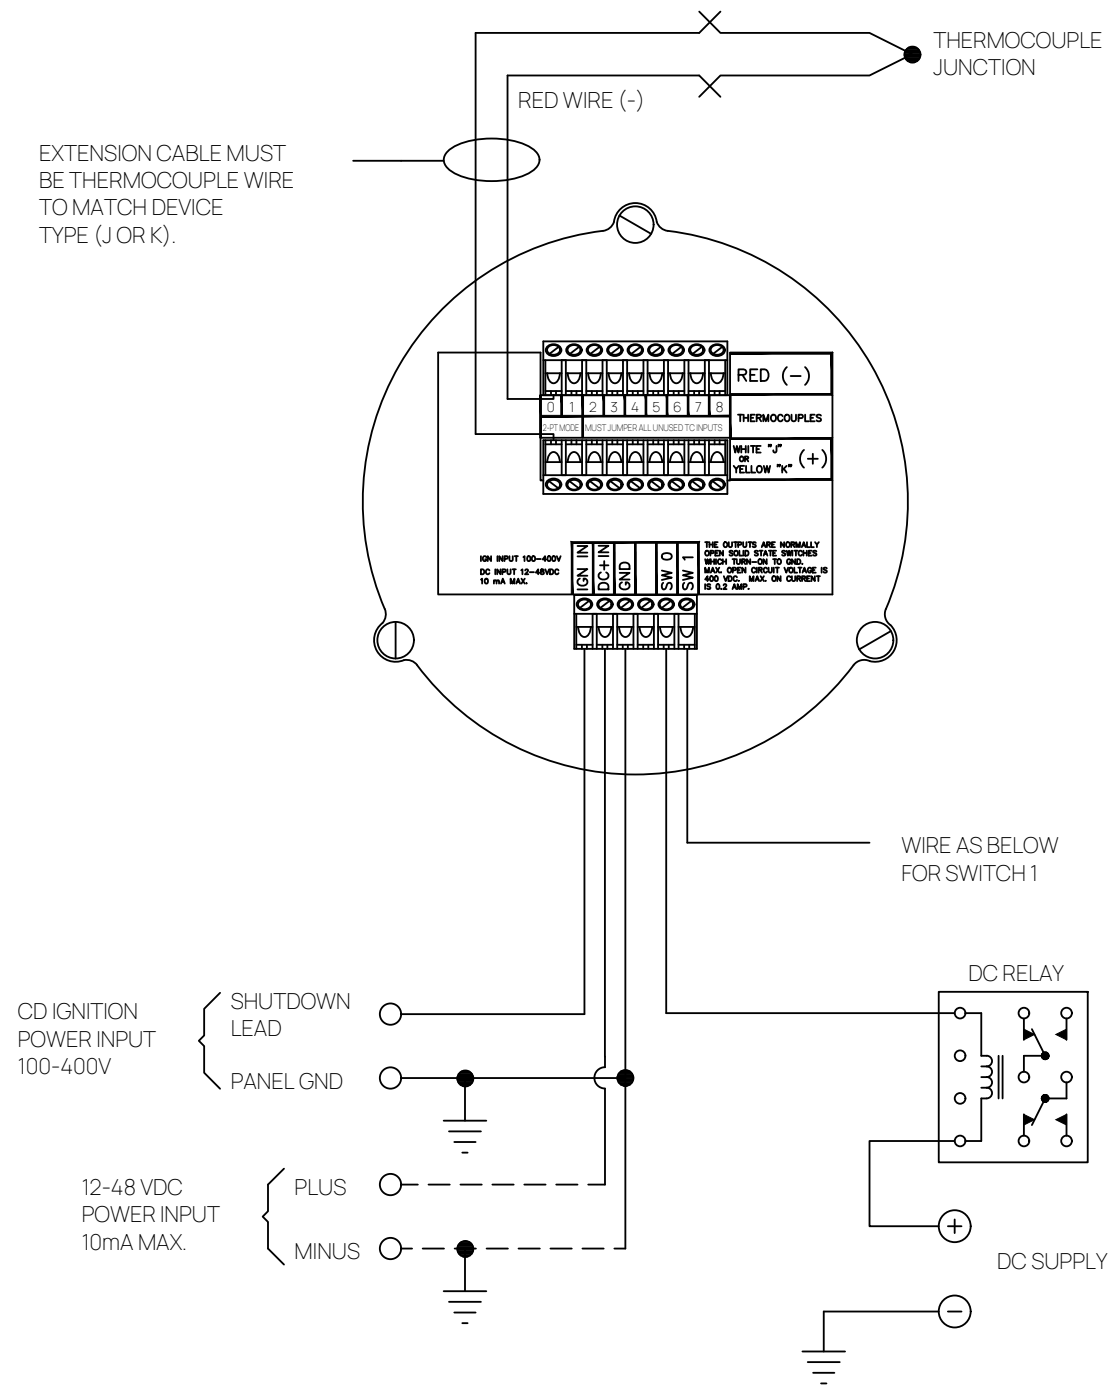 THERMOCOUPLE
JUNCTION
RED WIRE (-)
EXTENSION CABLE MUST
BE THERMOCOUPLE WIRE
TO MATCH DEVICE
TYPE (J OR K).
RED (-)
0 1 2 3 4 5 6 7 8
THERMOCOUPLES
2-PT MODE MUST JUMPER ALL UNUSED TC INPUTS
WHITE "J"
OR
YELLOW "K"
(+)
IGN INPUT 100-400V
DC INPUT 12-48VDC
10 mA MAX.
IGN IN
DC+IN
GND
SW 0
SW 1
THE OUTPUTS ARE NORMALLY
OPEN SOLID STATE SWITCHES
WHICH TURN-ON TO GND.
MAX. OPEN CIRCUIT VOLTAGE IS
400 VDC. MAX. ON CURRENT
IS 0.2 AMP.
WIRE AS BELOW
FOR SWITCH 1
DC RELAY
CD IGNITION
POWER INPUT
100-400V
SHUTDOWN
LEAD
PANEL GND
12-48 VDC
POWER INPUT
10mA MAX.
PLUS
MINUS
+
DC SUPPLY
-